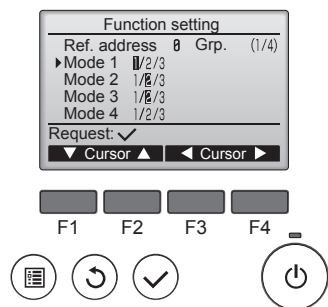 Function setting
Ref. address 0 Grp. (1/4)
Mode 1 1/2/3
Mode 2 1/2/3
Mode 3 1/2/3
Mode 4 1/2/3
Request:✓
▼ Cursor ▲ ◀ Cursor ▶
F1 F2 F3 F4